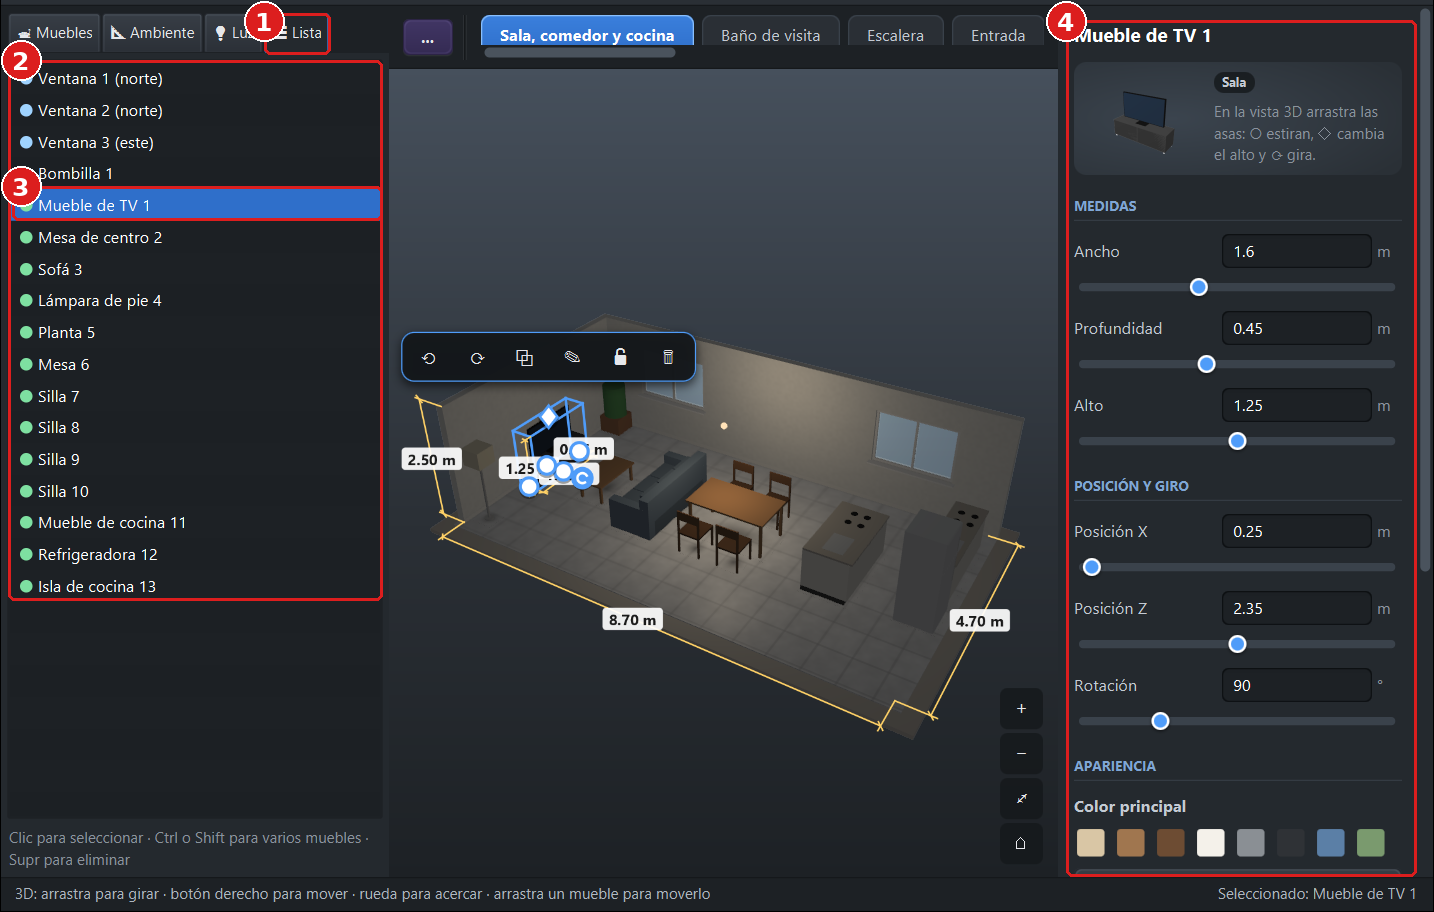 1
4
Muebles
Ambiente
Lista
...
Sala, comedor y cocina
Baño de visita
Escalera
Entrada
2
Ventana 1 (norte)
Ventana 2 (norte)
Ventana 3 (este)
Bombilla 1
3
Mueble de TV 1
Mesa de centro 2
Sofá 3
Lámpara de pie 4
Planta 5
Mesa 6
Silla 7
Silla 8
Silla 9
Silla 10
Mueble de cocina 11
Refrigeradora 12
Isla de cocina 13
Clic para seleccionar · Ctrl o Shift para varios muebles ·
Supr para eliminar
2.50 m
1.25
m
8.70 m
4.70 m
+
−
Mueble de TV 1
Sala
En la vista 3D arrastra las
asas: ○ estiran, ◇ cambia
el alto y ⟳ gira.
MEDIDAS
Ancho 1.6 m
Profundidad 0.45 m
Alto 1.25 m
POSICIÓN Y GIRO
Posición X 0.25 m
Posición Z 2.35 m
Rotación 90 °
APARIENCIA
Color principal
3D: arrastra para girar · botón derecho para mover · rueda para acercar · arrastra un mueble para moverlo
Seleccionado: Mueble de TV 1